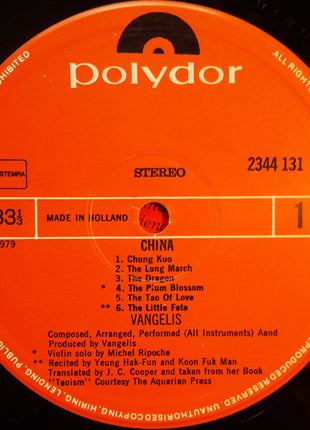 OHIBITED
ALL RIGHTS
polydor
STEMRA
STEREO
2344 131
33 1/3
MADE IN HOLLAND
1
979
CHINA
1. Chung Kuo
2. The Long March
3. The Dragon
* 4. The Plum Blossom
5. The Tao Of Love
** 6. The Little Fete
VANGELIS
Composed, Arranged, Performed (All Instruments) Aand
Produced by Vangelis
* Violin solo by Michel Ripoche
** Recited by Yeung Hak-Fun and Koon Fuk Man
Translated by J. C. Cooper and taken from her Book
"Taoism" Courtesy The Aquarian Press
PRODUCED RESERVED. UNAUTHORISED COPYING, HIRING, LENDING, PUBLIC